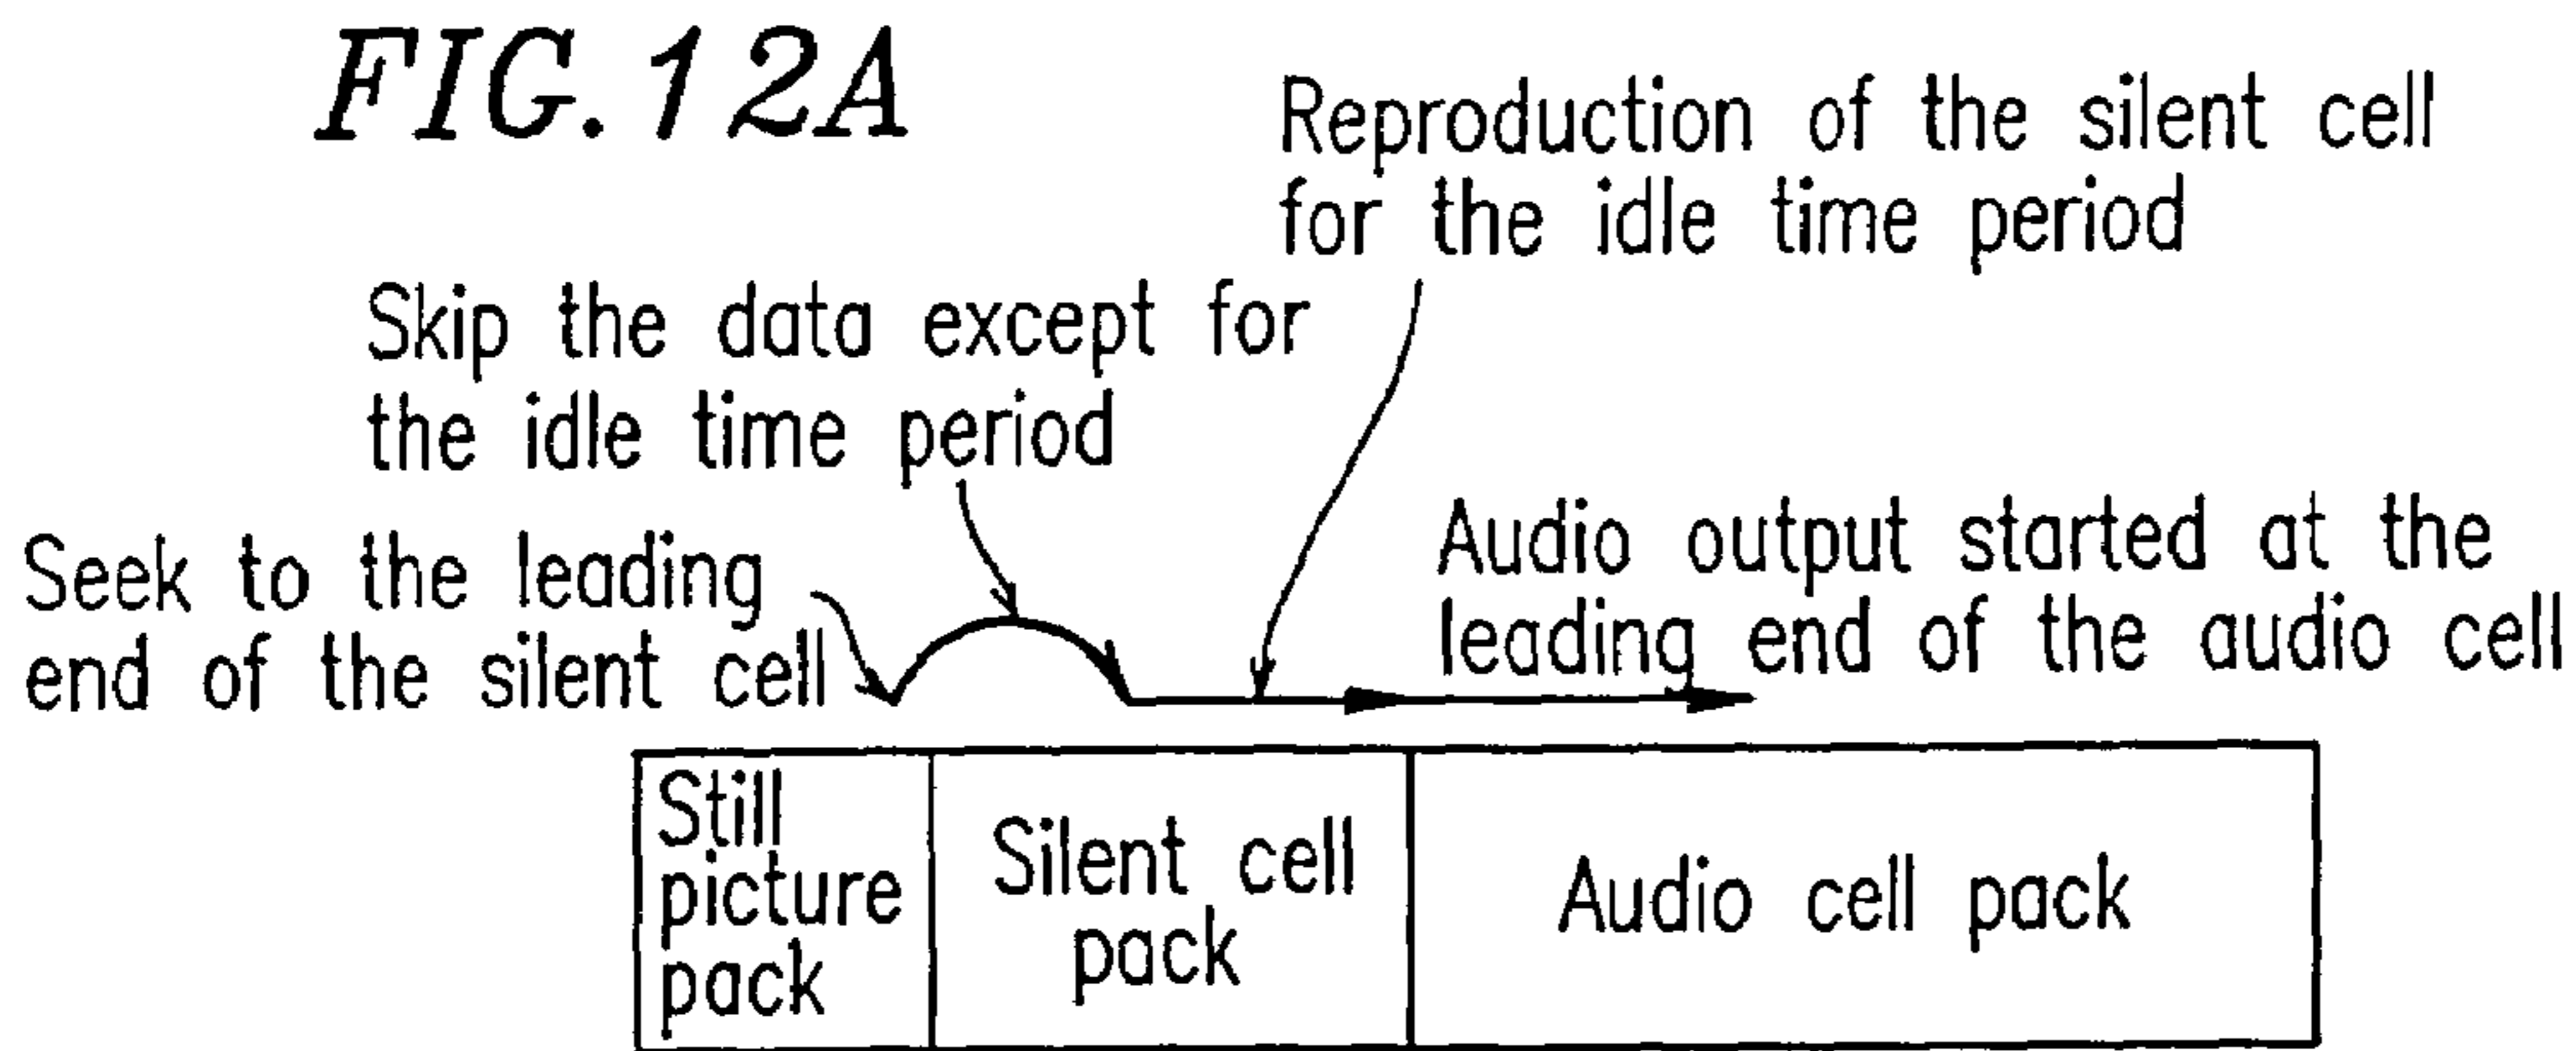 FIG. 12A
Reproduction of the silent cell
for the idle time period
Skip the data except for
the idle time period
Seek to the leading
end of the silent cell
Audio output started at the
leading end of the audio cell
Still
picture
pack
Silent cell
pack
Audio cell pack